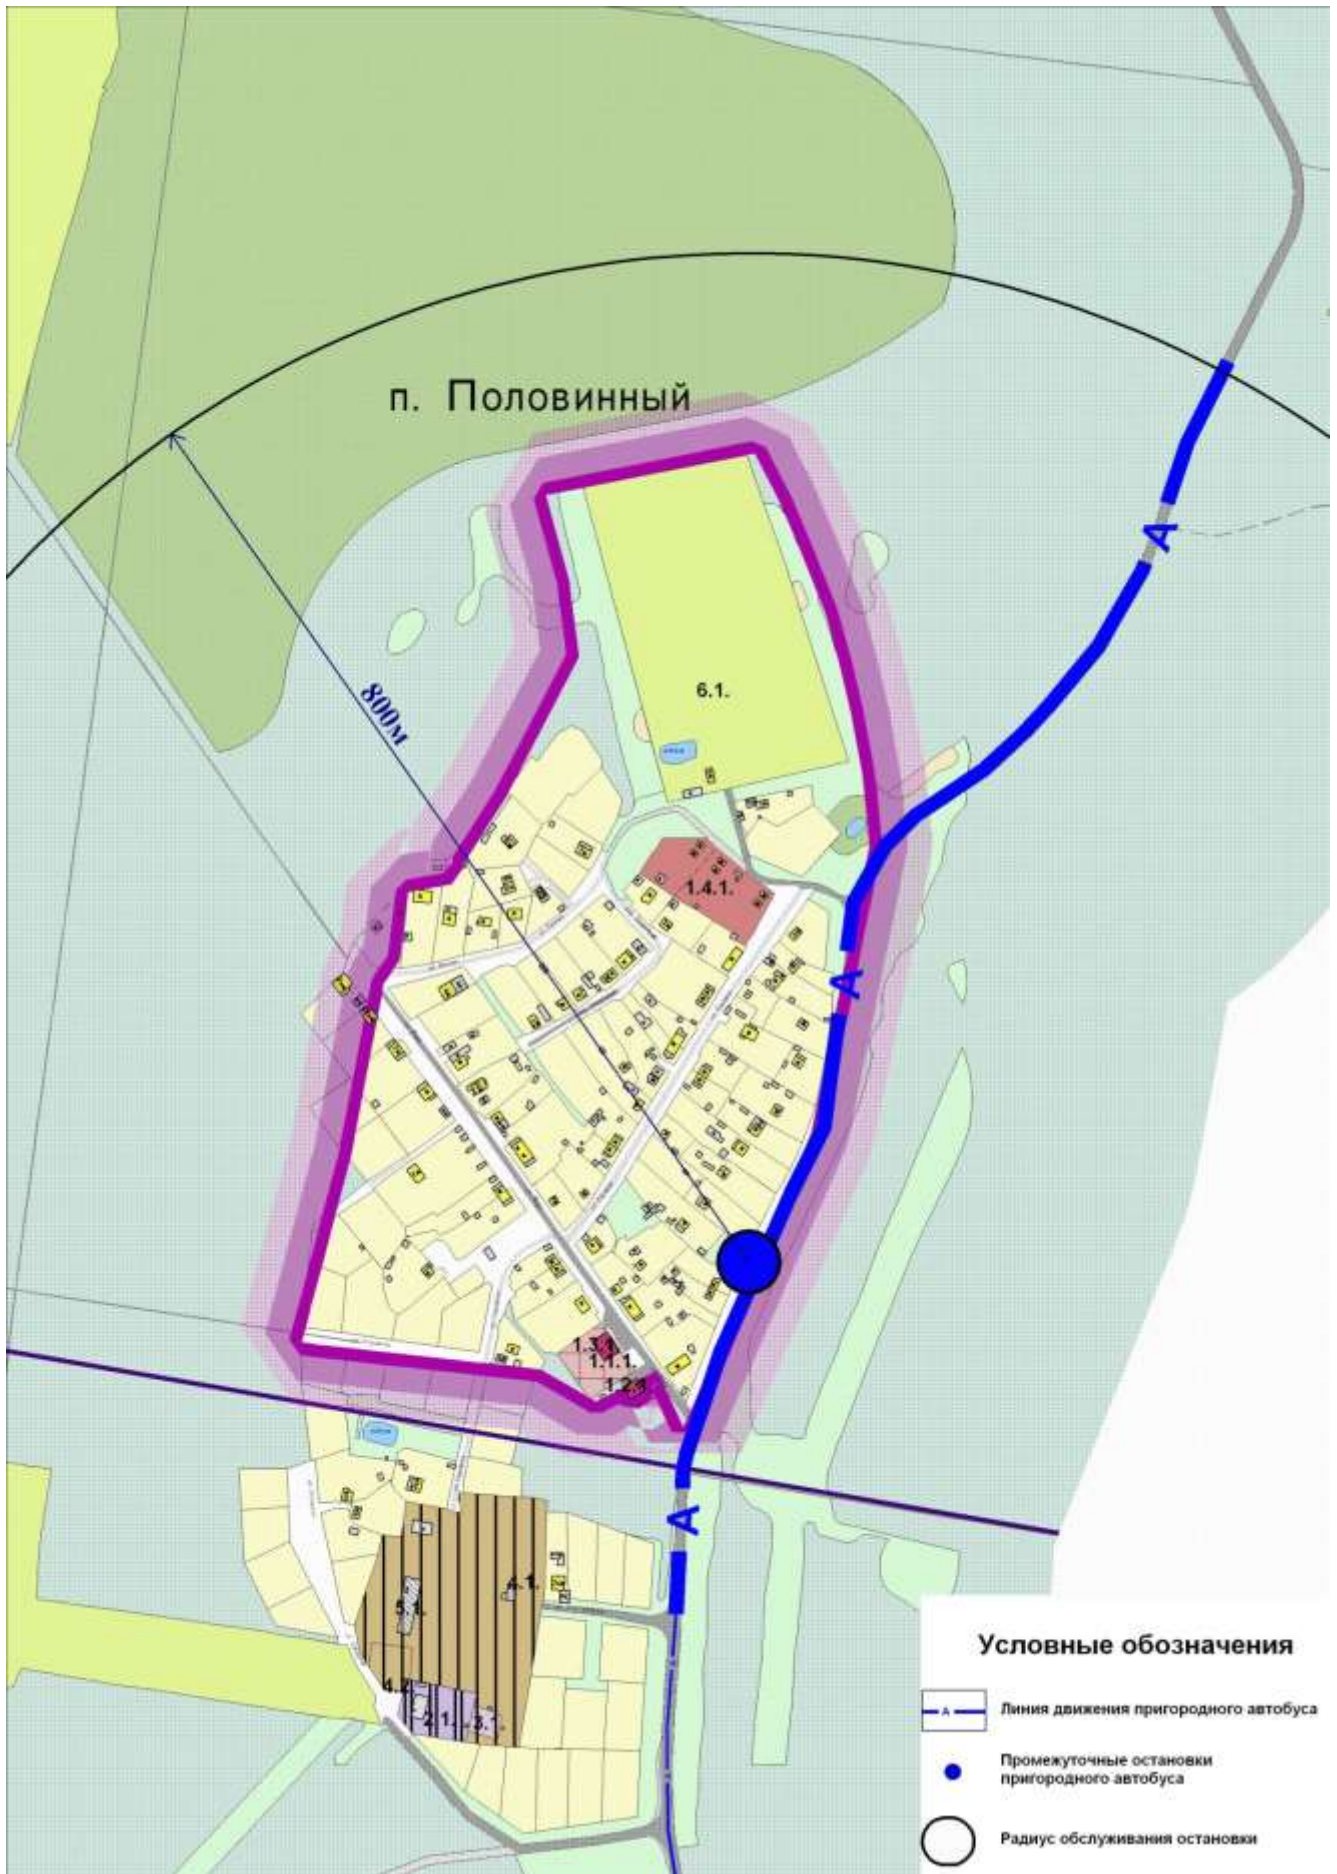 п. Половинный
800м
А
6.1.
1.4.1.
А
1.3.1.
1.1.1.
1.2.1
А
4.1.
5.1.
4.2.
2.1.
3.1.
Условные обозначения
А
Линия движения пригородного автобуса
Промежуточные остановки
пригородного автобуса
Радиус обслуживания остановки